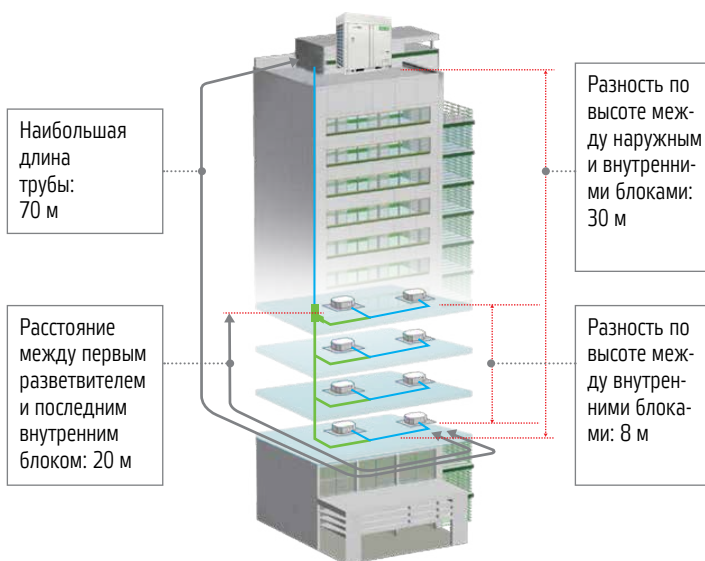 Наибольшая
длина
трубы:
70 м
Разность по
высоте меж-
ду наружным
и внутренни-
ми блоками:
30 м
Расстояние
между первым
разветвителем
и последним
внутренним
блоком: 20 м
Разность по
высоте меж-
ду внутрен-
ними блока-
ми: 8 м